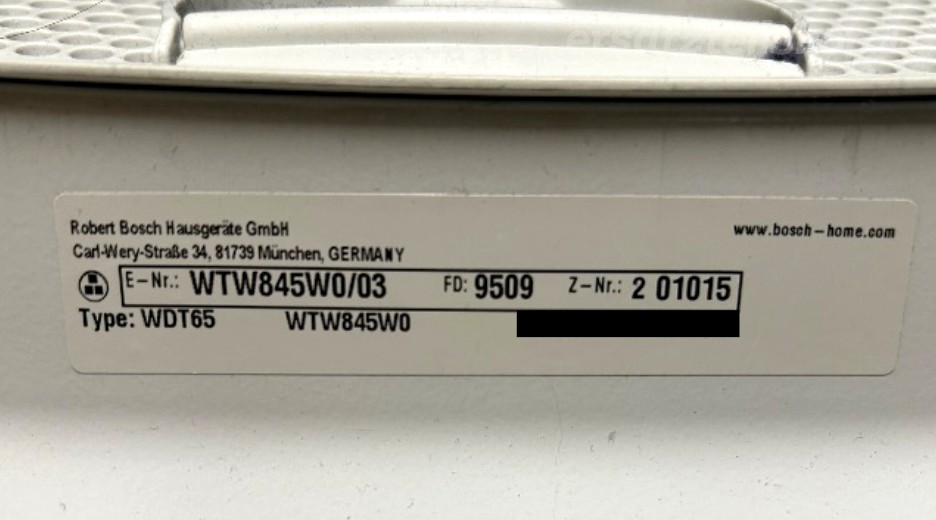 Robert Bosch Hausgeräte GmbH
www.bosch-home.com
Carl-Wery-Straße 34, 81739 München, GERMANY
E-Nr.: WTW845W0/03 FD: 9509 Z-Nr.: 2 01015
Type: WDT65 WTW845W0